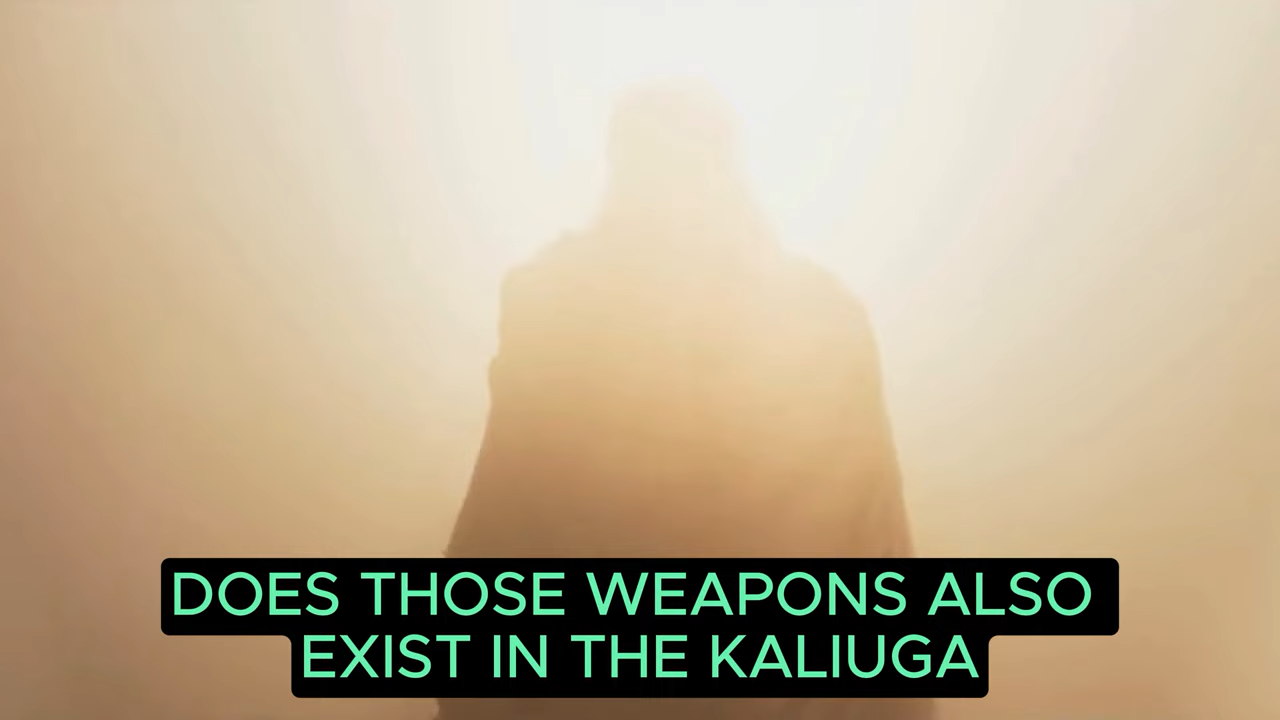 DOES THOSE WEAPONS ALSO
EXIST IN THE KALIUGA